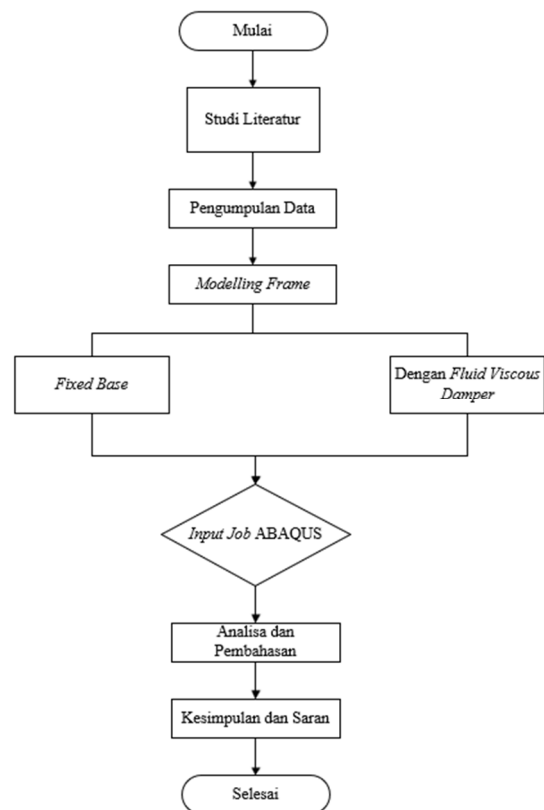 Mulai
Studi Literatur
Pengumpulan Data
Modelling Frame
Fixed Base
Dengan Fluid Viscous
Damper
Input Job ABAQUS
Analisa dan
Pembahasan
Kesimpulan dan Saran
Selesai